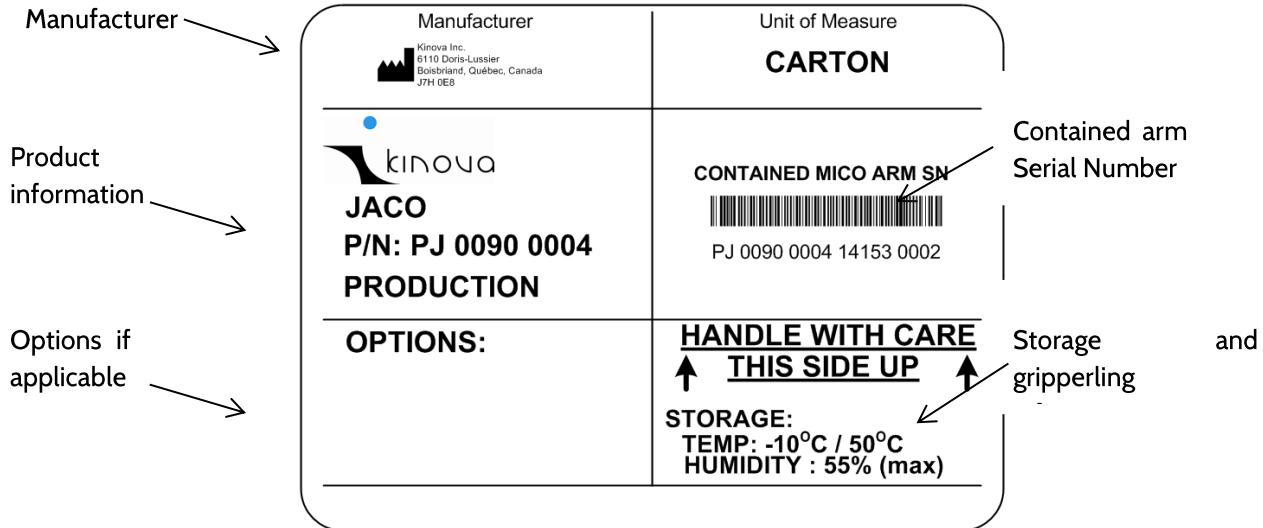 Manufacturer
Manufacturer
Kinova Inc.
6110 Doris-Lussier
Boisbriand, Québec, Canada
J7H 0E8
Unit of Measure
CARTON
Product
information
kinova
JACO
P/N: PJ 0090 0004
PRODUCTION
CONTAINED MICO ARM SN
PJ 0090 0004 14153 0002
Contained arm
Serial Number
Options if
applicable
OPTIONS:
HANDLE WITH CARE
THIS SIDE UP
STORAGE:
TEMP: -10°C / 50°C
HUMIDITY : 55% (max)
Storage and
gripperling